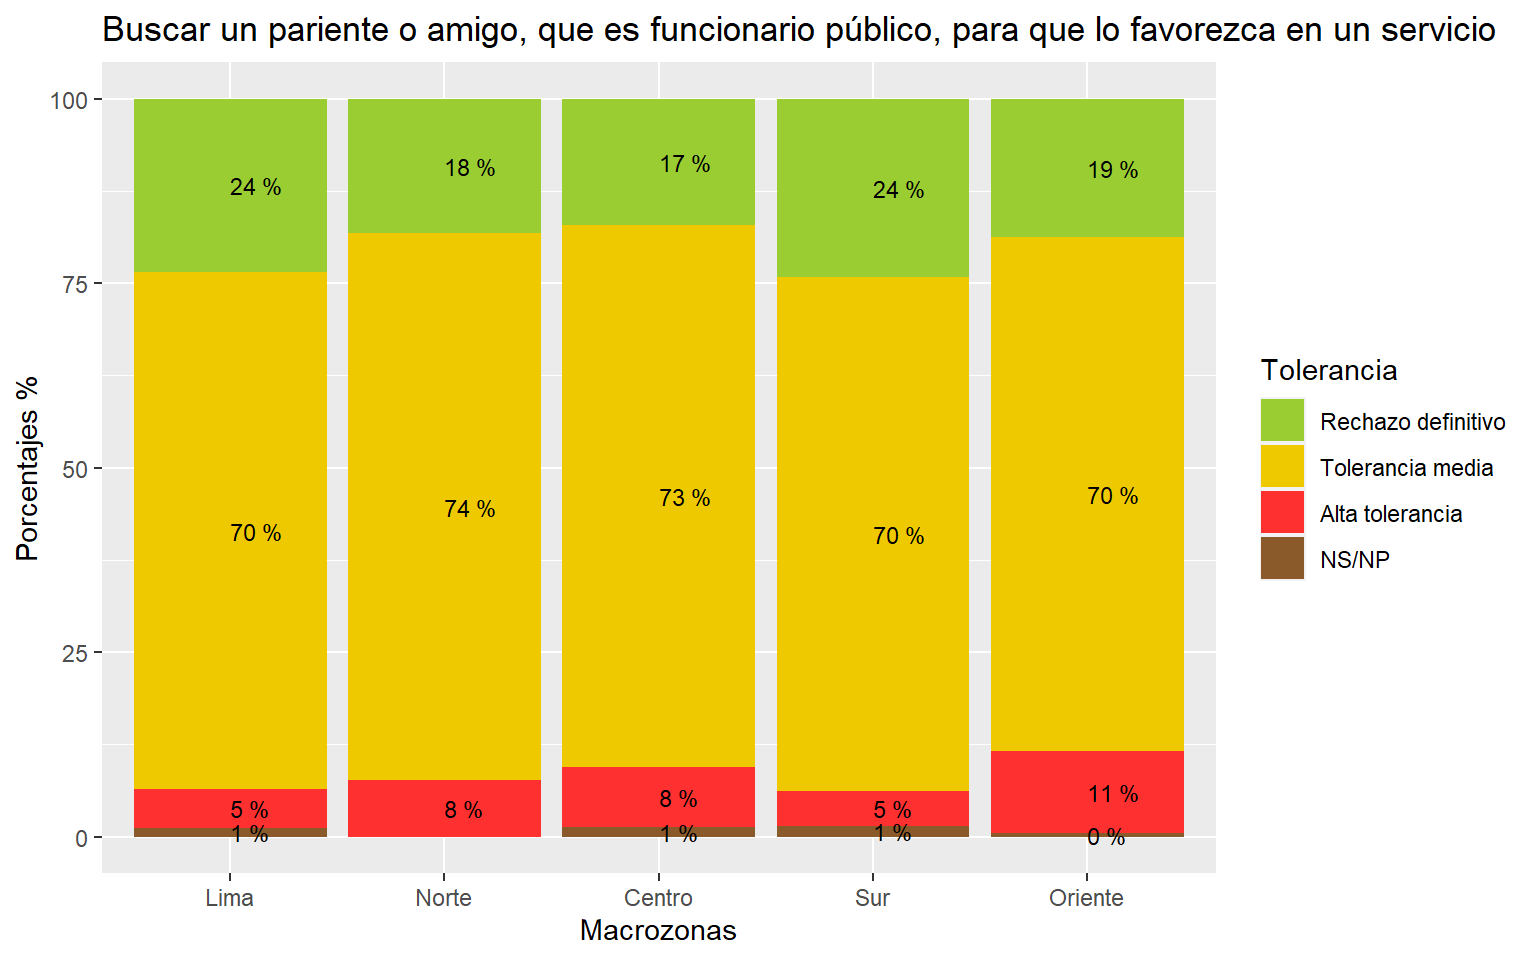 Buscar un pariente o amigo, que es funcionario público, para que lo favorezca en un servicio
Porcentajes %
100
75
50
25
0
24 %
18 %
17 %
24 %
19 %
70 %
74 %
73 %
70 %
70 %
5 %
8 %
8 %
5 %
11 %
1 %
1 %
1 %
0 %
Lima
Norte
Centro
Sur
Oriente
Macrozonas
Tolerancia
Rechazo definitivo
Tolerancia media
Alta tolerancia
NS/NP